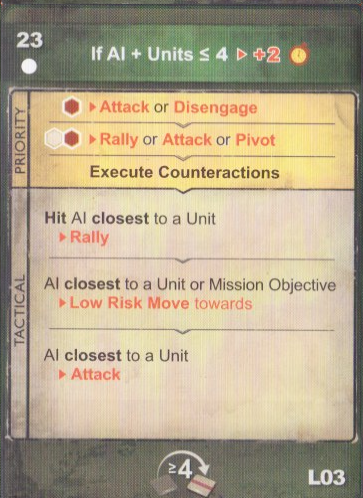 23
If AI + Units ≤ 4 ▶ +2
PRIORITY
▶ Attack or Disengage
▶ Rally or Attack or Pivot
Execute Counteractions
TACTICAL
Hit AI closest to a Unit
▶ Rally
AI closest to a Unit or Mission Objective
▶ Low Risk Move towards
AI closest to a Unit
▶ Attack
≥4
L03